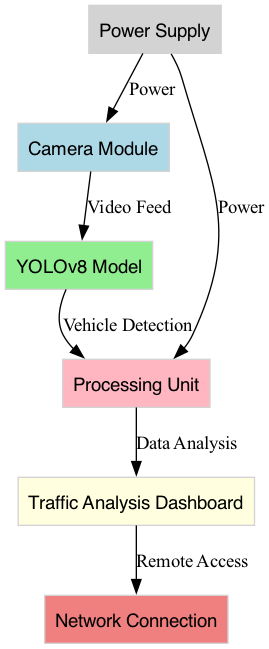 Power Supply
Power
Camera Module
Video Feed
Power
YOLOv8 Model
Vehicle Detection
Processing Unit
Data Analysis
Traffic Analysis Dashboard
Remote Access
Network Connection